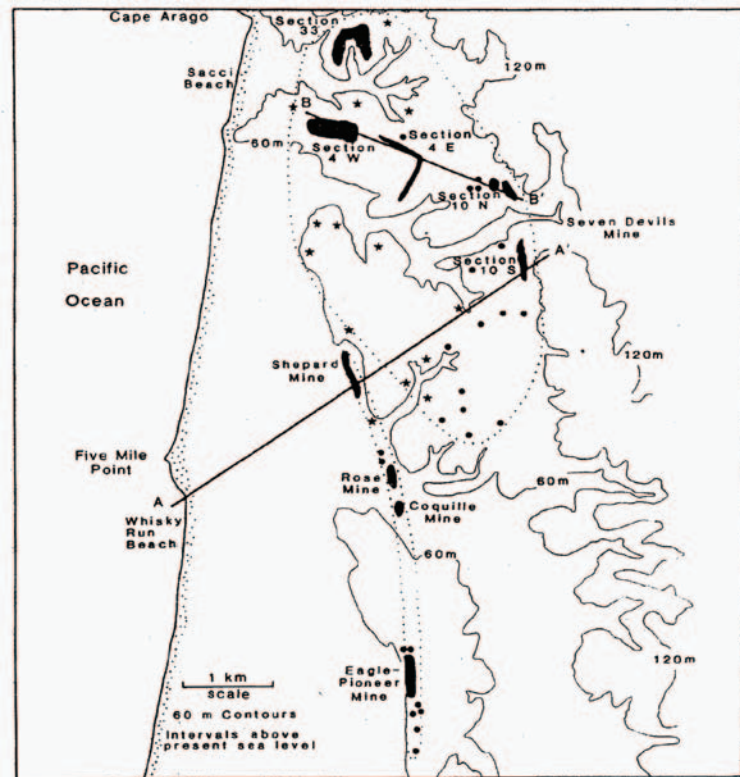 Cape Arago
Section
33
120m
Sacci
Beach
B
60m
Section
4 E
Section
4 W
Section
10 N
B'
Seven Devils
Mine
Pacific
Ocean
Section
10 S
A'
Shepard
Mine
120m
Five Mile
Point
A
Whisky
Run
Beach
Rose
Mine
60m
Coquille
Mine
60m
120m
Eagle-
Pioneer
Mine
1 km
scale
60 m Contours
Intervals above
present sea level